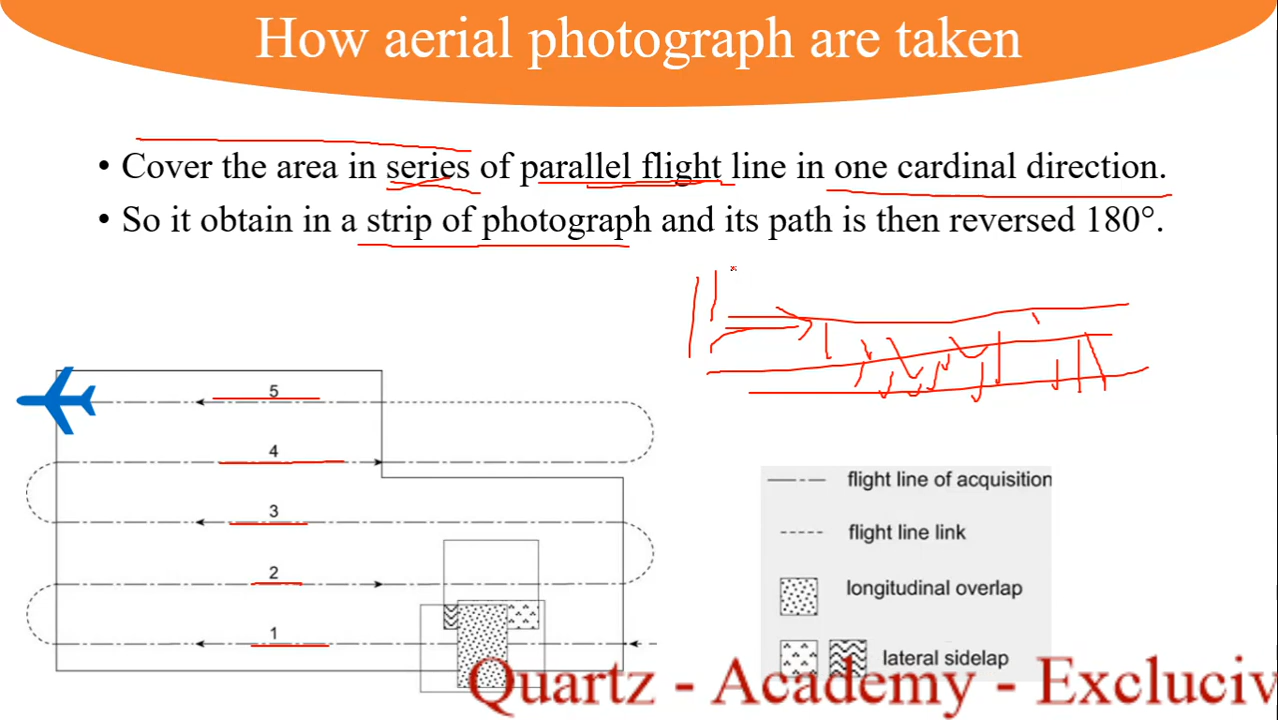 How aerial photograph are taken
• Cover the area in series of parallel flight line in one cardinal direction.
• So it obtain in a strip of photograph and its path is then reversed 180°.
5
4
3
2
1
flight line of acquisition
flight line link
longitudinal overlap
lateral sidelap
Quartz - Academy - Excluciv